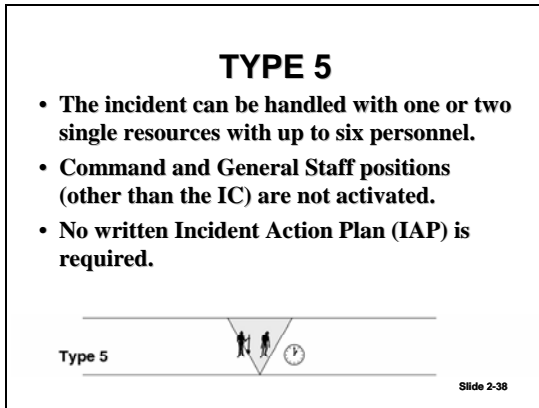 TYPE 5
• The incident can be handled with one or two
single resources with up to six personnel.
• Command and General Staff positions
(other than the IC) are not activated.
• No written Incident Action Plan (IAP) is
required.
Type 5
Slide 2-38